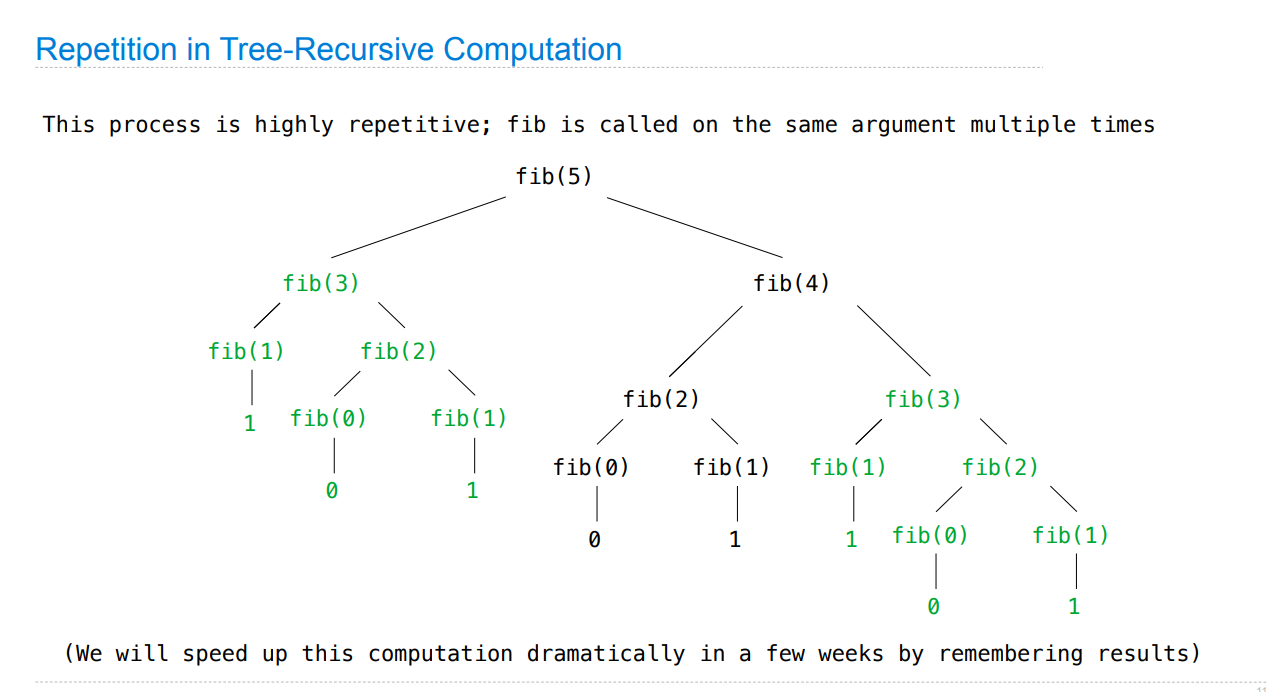 Repetition in Tree-Recursive Computation
This process is highly repetitive; fib is called on the same argument multiple times
fib(5)
fib(3) fib(4)
fib(1) fib(2)
fib(2) fib(3)
1 fib(0) fib(1)
fib(0) fib(1) fib(1) fib(2)
0 1
0 1 1 fib(0) fib(1)
0 1
(We will speed up this computation dramatically in a few weeks by remembering results)